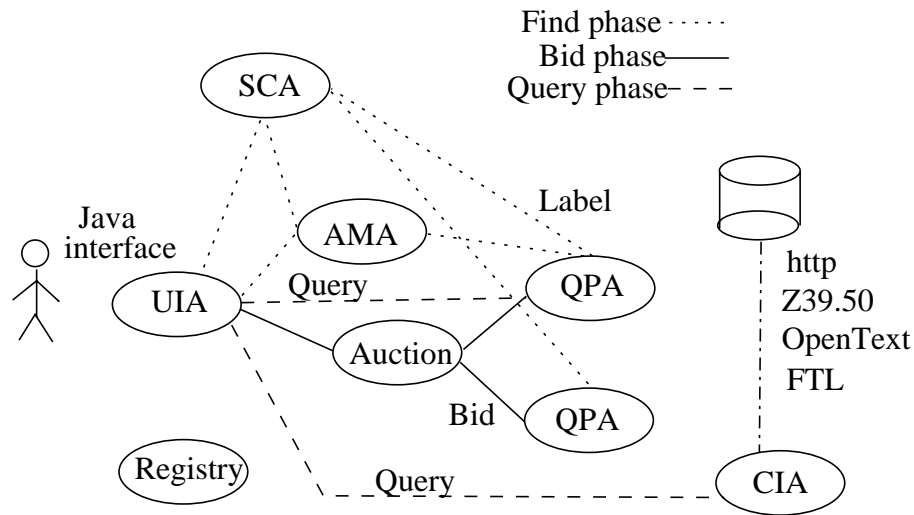 Find phase
Bid phase
Query phase
SCA
Label
Java
interface
AMA
UIA
Query
QPA
http
Z39.50
OpenText
FTL
Auction
Bid
QPA
Registry
Query
CIA